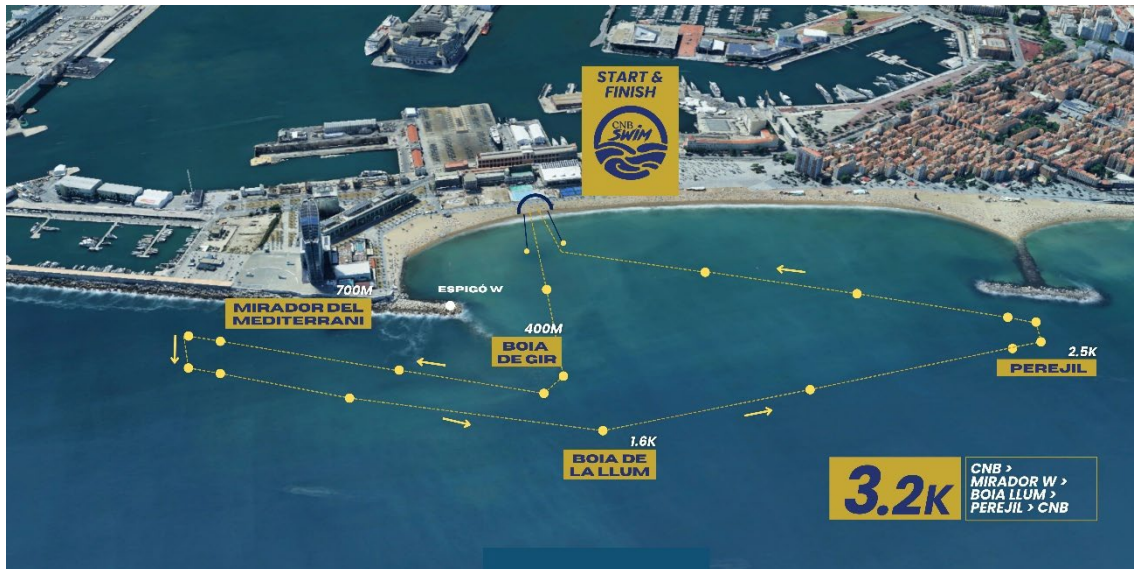 START &
FINISH
CNB
SWIM
700M
MIRADOR DEL
MEDITERRANI
ESPIGÓ W
400M
BOIA
DE GIR
2.5K
PEREJIL
1.6K
BOIA DE
LA LLUM
3.2K
CNB >
MIRADOR W >
BOIA LLUM >
PEREJIL > CNB